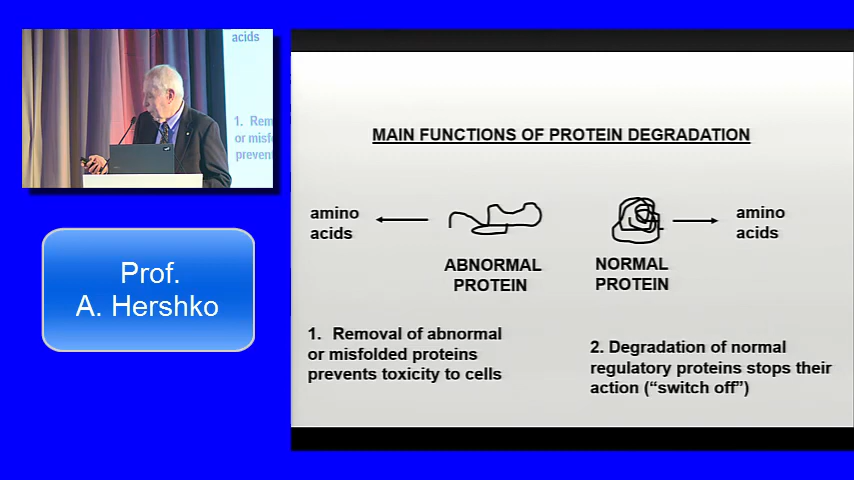 acids
1. Rem
or misf
preven
Prof.
A. Hershko
MAIN FUNCTIONS OF PROTEIN DEGRADATION
amino
acids
ABNORMAL
PROTEIN
NORMAL
PROTEIN
amino
acids
1. Removal of abnormal
or misfolded proteins
prevents toxicity to cells
2. Degradation of normal
regulatory proteins stops their
action (“switch off”)